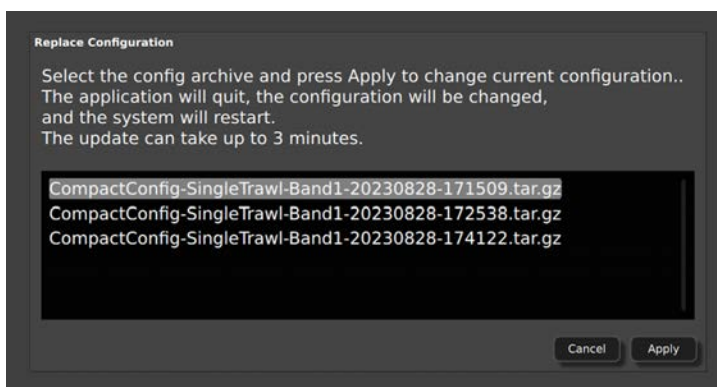 Replace Configuration
Select the config archive and press Apply to change current configuration..
The application will quit, the configuration will be changed,
and the system will restart.
The update can take up to 3 minutes.
CompactConfig-SingleTrawl-Band1-20230828-171509.tar.gz
CompactConfig-SingleTrawl-Band1-20230828-172538.tar.gz
CompactConfig-SingleTrawl-Band1-20230828-174122.tar.gz
Cancel Apply